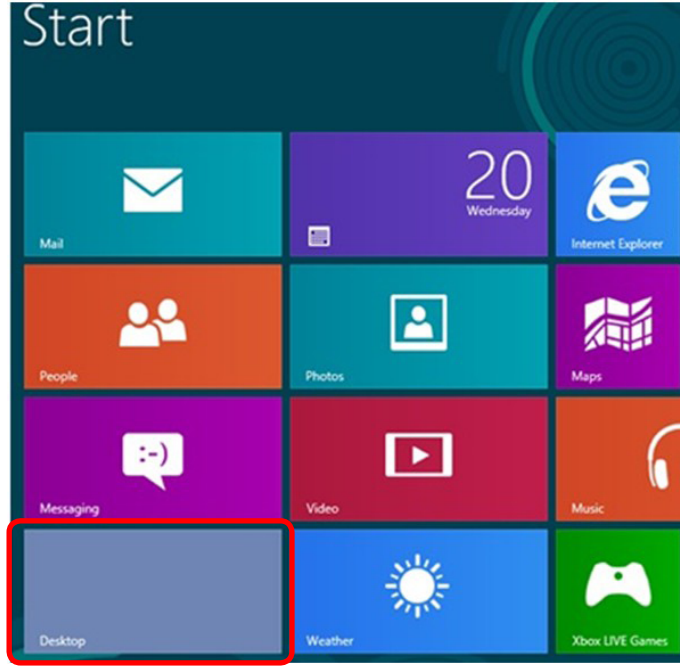 Start
Mail
20
Wednesday
Internet Explorer
People
Photos
Maps
Messaging
:-)
Video
Music
Desktop
Weather
Xbox LIVE Games